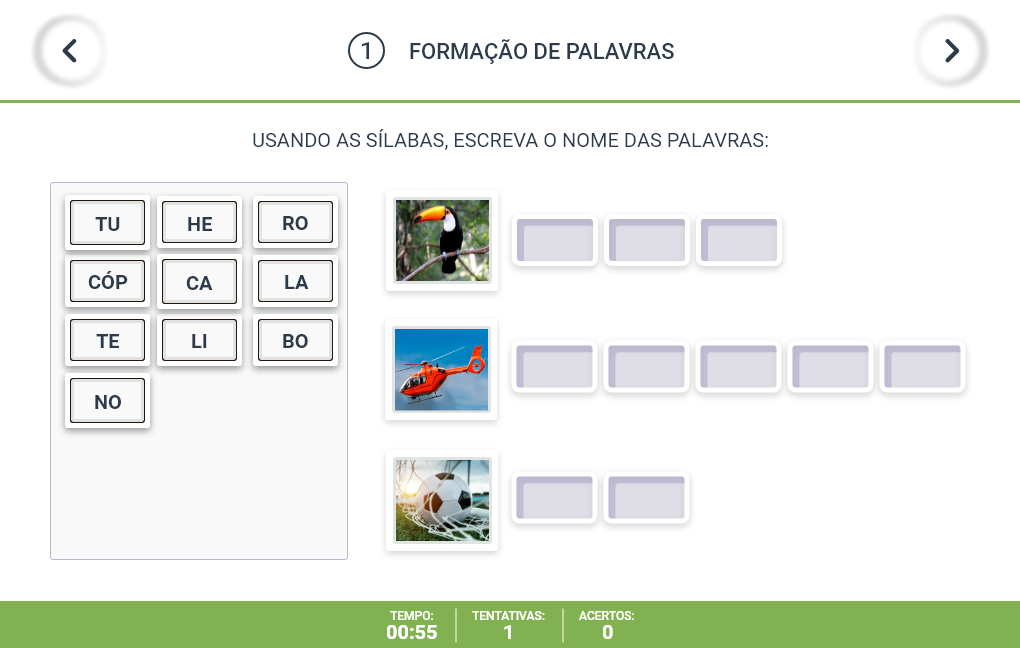 1 FORMAÇÃO DE PALAVRAS
USANDO AS SÍLABAS, ESCREVA O NOME DAS PALAVRAS:
TU HE RO
CÓP CA LA
TE LI BO
NO
TEMPO: TENTATIVAS: ACERTOS:
00:55 1 0